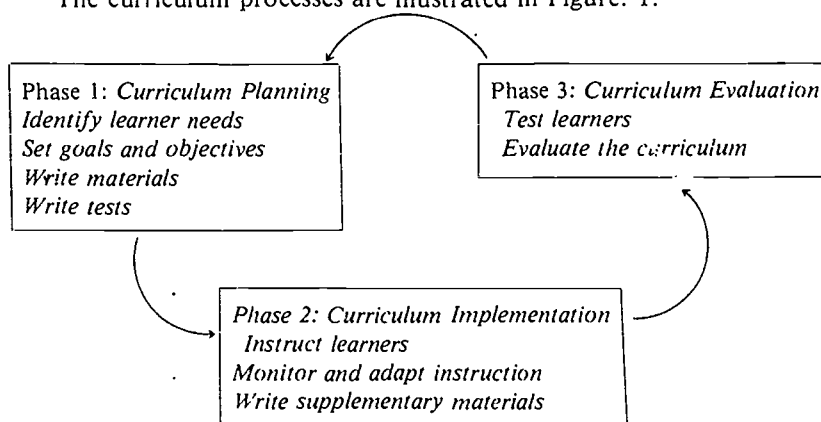 The curriculum processes are illustrated in Figure. 1.
Phase 1: Curriculum Planning
Identify learner needs
Set goals and objectives
Write materials
Write tests
Phase 3: Curriculum Evaluation
Test learners
Evaluate the curriculum
Phase 2: Curriculum Implementation
Instruct learners
Monitor and adapt instruction
Write supplementary materials